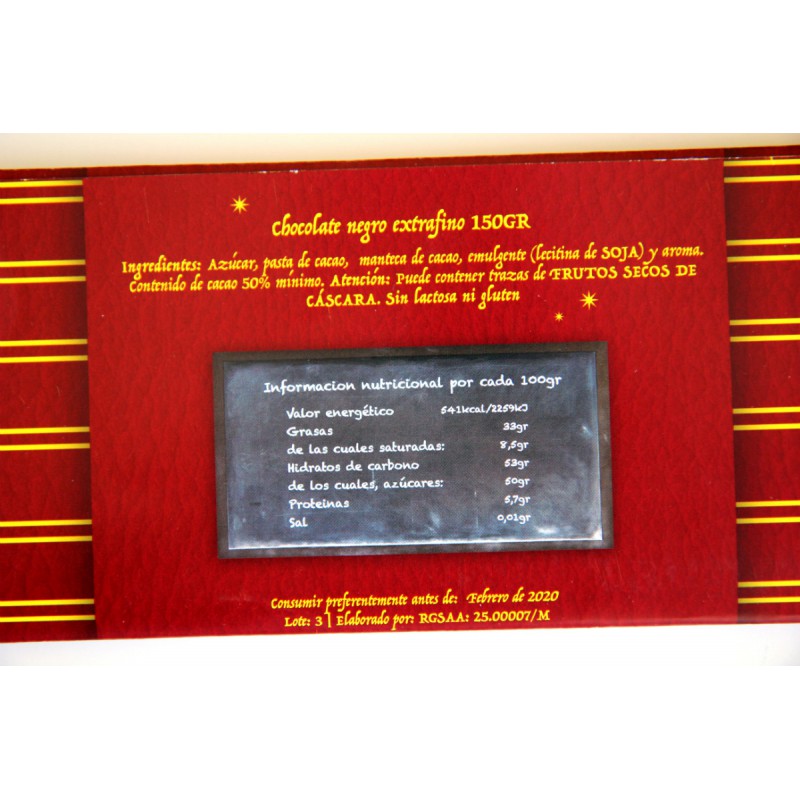 Chocolate negro extrafino 150GR
Ingredientes: Azúcar, pasta de cacao, manteca de cacao, emulgente (lecitina de SOJA) y aroma.
Contenido de cacao 50% mínimo. Atención: Puede contener trazas de FRUTOS SECOS DE
CÁSCARA. Sin lactosa ni gluten
Informacion nutricional por cada 100gr
Valor energético 541kcal/2259kJ
Grasas 33gr
de las cuales saturadas: 8,5gr
Hidratos de carbono 53gr
de los cuales, azúcares: 50gr
Proteinas 5,7gr
Sal 0,01gr
Consumir preferentemente antes de: Febrero de 2020
Lote: 3 | Elaborado por: RGSAA: 25.00007/M